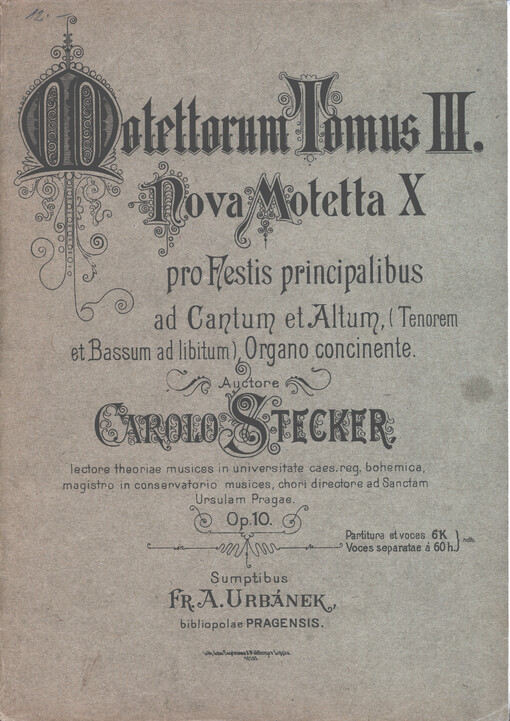 12.-
Motettorum Tomus III.
Nova Motetta X
pro Festis principalibus
ad Cantum et Altum, (Tenorem
et Bassum ad libitum), Organo concinente.
Auctore
CAROLO STECKER,
lectore theoriae musices in universitate caes. reg. bohemica,
magistro in conservatorio musices, chori directore ad Sanctam
Ursulam Pragae.
Op. 10.
Partitura et voces 6K
Voces separatae á 60 h.
Sumptibus
FR. A. URBÁNEK,
bibliopolae PRAGENSIS.